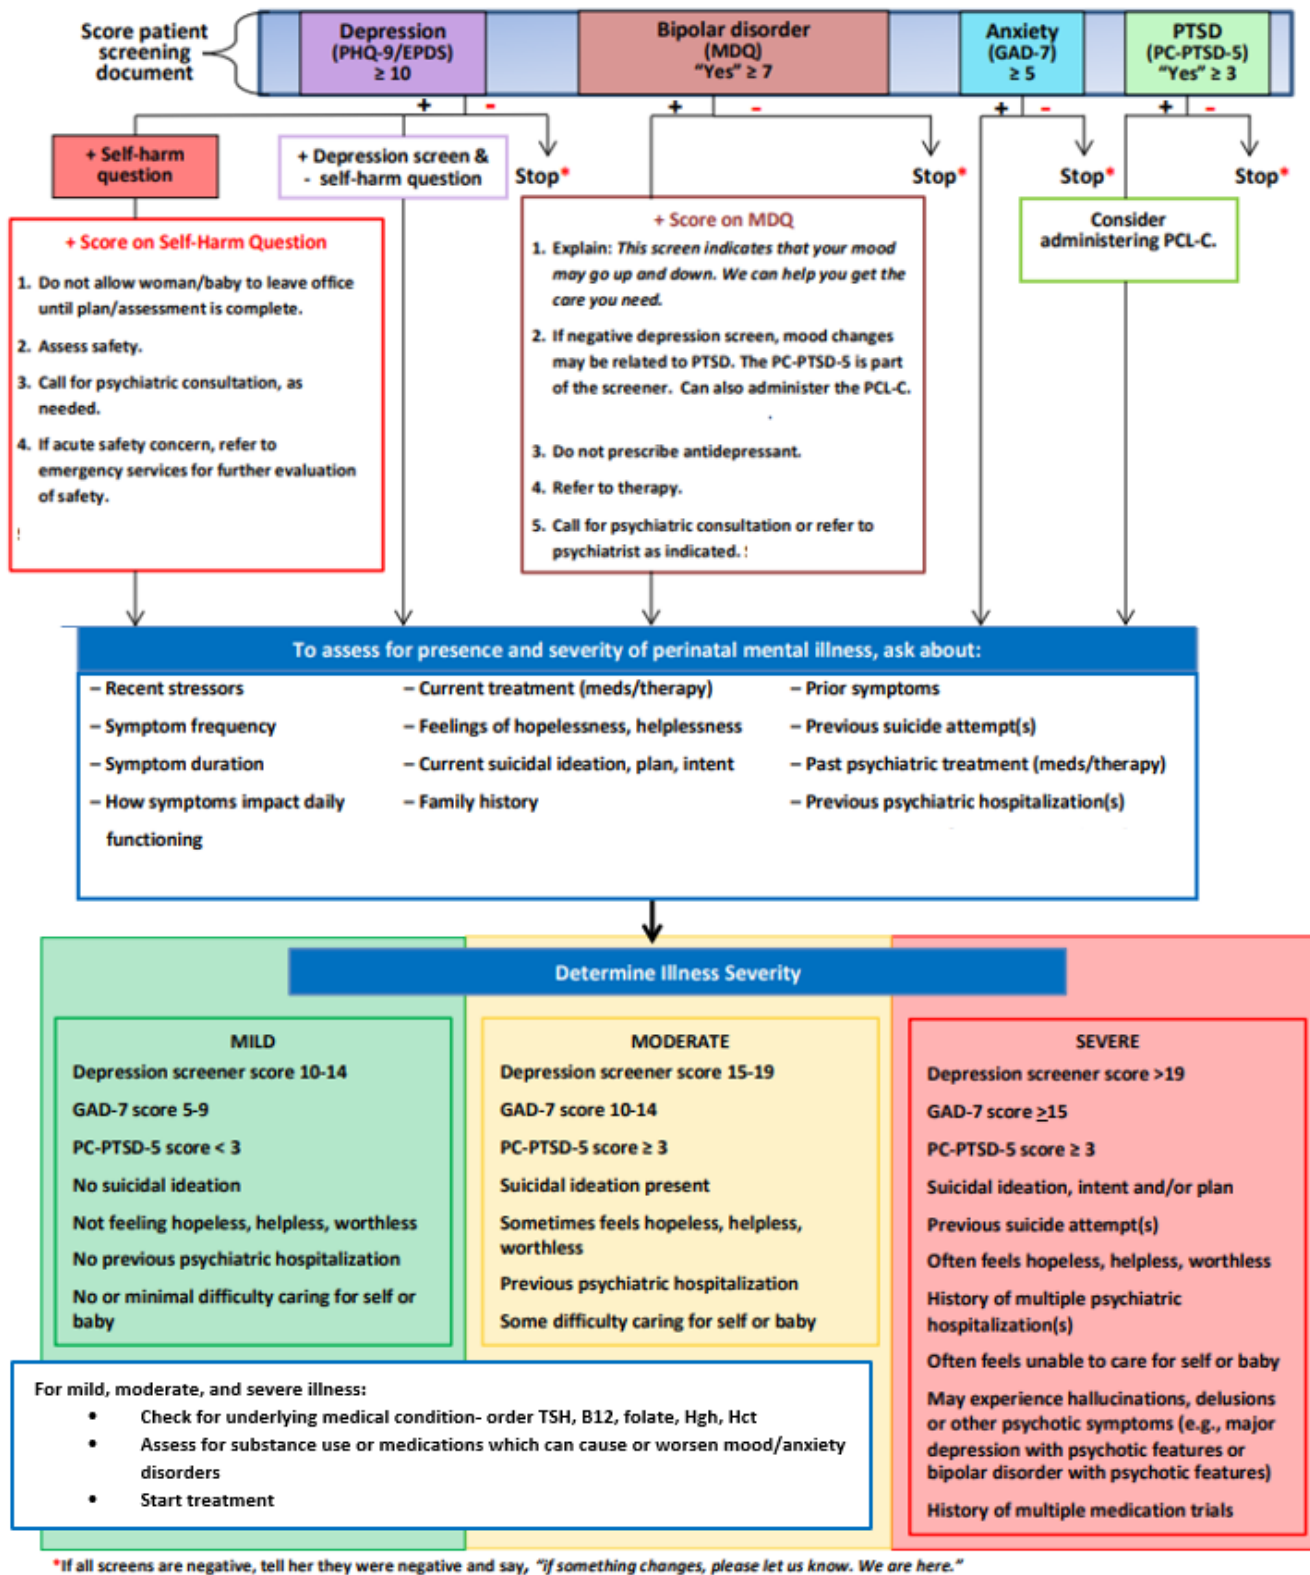 Score patient
screening
document
Depression
(PHQ-9/EPDS)
≥ 10
Bipolar disorder
(MDQ)
“Yes” ≥ 7
Anxiety
(GAD-7)
≥ 5
PTSD
(PC-PTSD-5)
“Yes” ≥ 3
+ -
+ -
+ -
+ -
+ Self-harm
question
+ Depression screen &
- self-harm question
Stop*
Stop*
Stop*
Stop*
+ Score on Self-Harm Question
1. Do not allow woman/baby to leave office
until plan/assessment is complete.
2. Assess safety.
3. Call for psychiatric consultation, as
needed.
4. If acute safety concern, refer to
emergency services for further evaluation
of safety.
+ Score on MDQ
1. Explain: This screen indicates that your mood
may go up and down. We can help you get the
care you need.
2. If negative depression screen, mood changes
may be related to PTSD. The PC-PTSD-5 is part
of the screener. Can also administer the PCL-C.
3. Do not prescribe antidepressant.
4. Refer to therapy.
5. Call for psychiatric consultation or refer to
psychiatrist as indicated.
Consider
administering PCL-C.
To assess for presence and severity of perinatal mental illness, ask about:
– Recent stressors
– Symptom frequency
– Symptom duration
– How symptoms impact daily
functioning
– Current treatment (meds/therapy)
– Feelings of hopelessness, helplessness
– Current suicidal ideation, plan, intent
– Family history
– Prior symptoms
– Previous suicide attempt(s)
– Past psychiatric treatment (meds/therapy)
– Previous psychiatric hospitalization(s)
Determine Illness Severity
MILD
Depression screener score 10-14
GAD-7 score 5-9
PC-PTSD-5 score < 3
No suicidal ideation
Not feeling hopeless, helpless, worthless
No previous psychiatric hospitalization
No or minimal difficulty caring for self or
baby
MODERATE
Depression screener score 15-19
GAD-7 score 10-14
PC-PTSD-5 score ≥ 3
Suicidal ideation present
Sometimes feels hopeless, helpless,
worthless
Previous psychiatric hospitalization
Some difficulty caring for self or baby
SEVERE
Depression screener score >19
GAD-7 score ≥15
PC-PTSD-5 score ≥ 3
Suicidal ideation, intent and/or plan
Previous suicide attempt(s)
Often feels hopeless, helpless, worthless
History of multiple psychiatric
hospitalization(s)
Often feels unable to care for self or baby
May experience hallucinations, delusions
or other psychotic symptoms (e.g., major
depression with psychotic features or
bipolar disorder with psychotic features)
History of multiple medication trials
For mild, moderate, and severe illness:
• Check for underlying medical condition- order TSH, B12, folate, Hgh, Hct
• Assess for substance use or medications which can cause or worsen mood/anxiety
disorders
• Start treatment
*If all screens are negative, tell her they were negative and say, “if something changes, please let us know. We are here.”